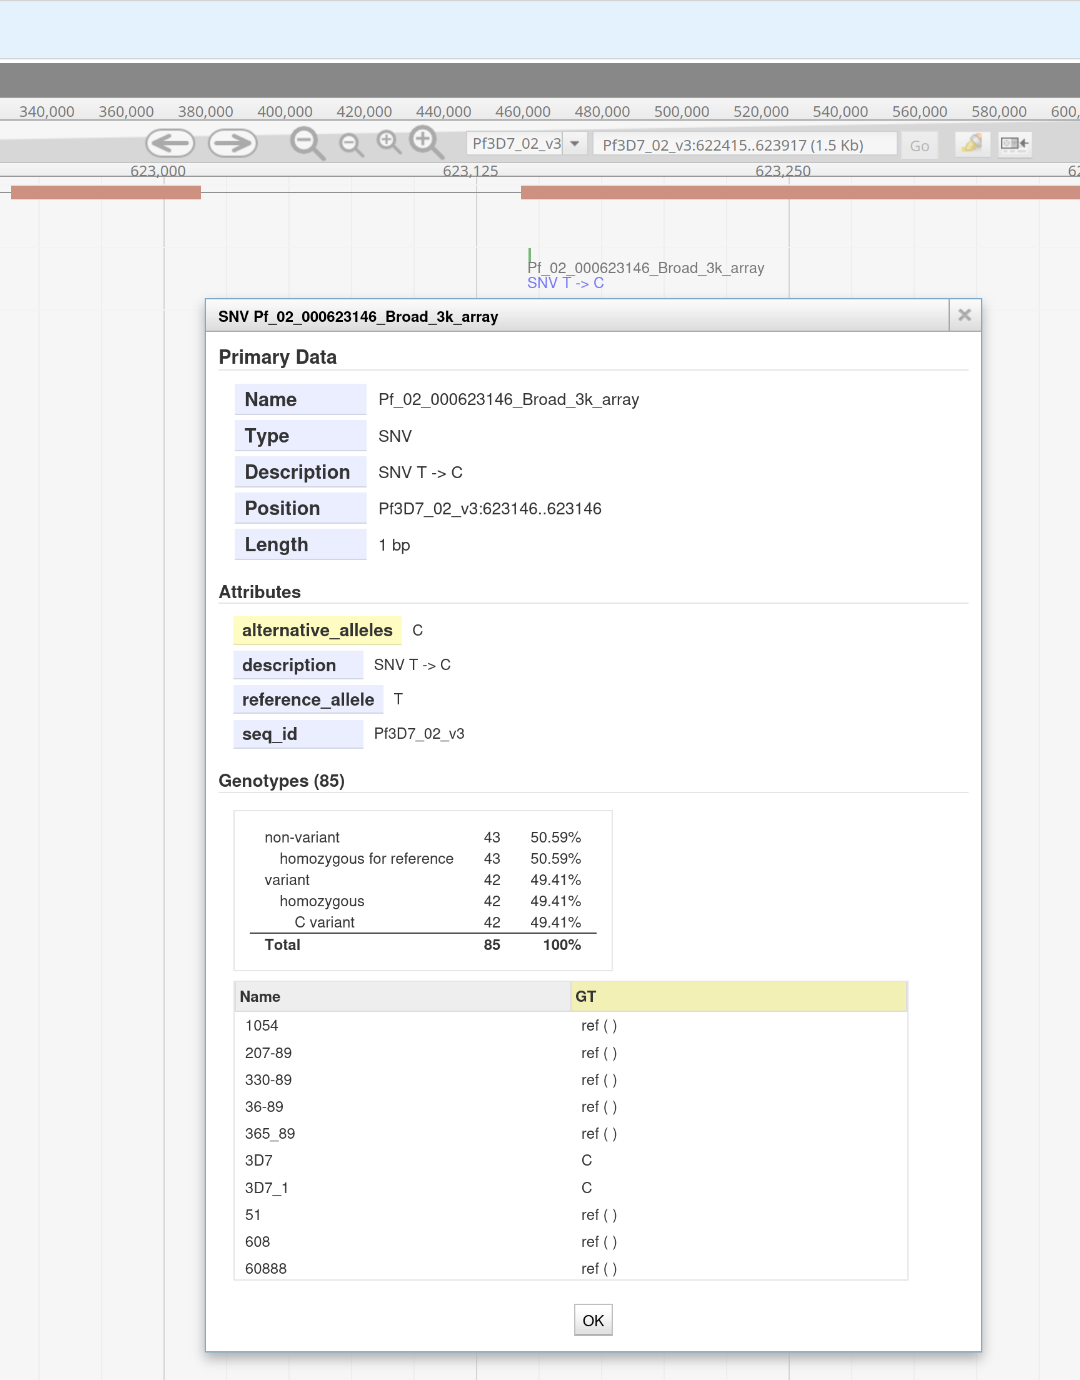 340,000 360,000 380,000 400,000 420,000 440,000 460,000 480,000 500,000 520,000 540,000 560,000 580,000 600,
Pf3D7_02_v3 Pf3D7_02_v3:622415..623917 (1.5 Kb) Go
623,000 623,125 623,250 62
Pf_02_000623146_Broad_3k_array
SNV T -> C
SNV Pf_02_000623146_Broad_3k_array
Primary Data
Name Pf_02_000623146_Broad_3k_array
Type SNV
Description SNV T -> C
Position Pf3D7_02_v3:623146..623146
Length 1 bp
Attributes
alternative_alleles C
description SNV T -> C
reference_allele T
seq_id Pf3D7_02_v3
Genotypes (85)
non-variant 43 50.59%
homozygous for reference 43 50.59%
variant 42 49.41%
homozygous 42 49.41%
C variant 42 49.41%
Total 85 100%
Name GT
1054 ref ( )
207-89 ref ( )
330-89 ref ( )
36-89 ref ( )
365_89 ref ( )
3D7 C
3D7_1 C
51 ref ( )
608 ref ( )
60888 ref ( )
OK